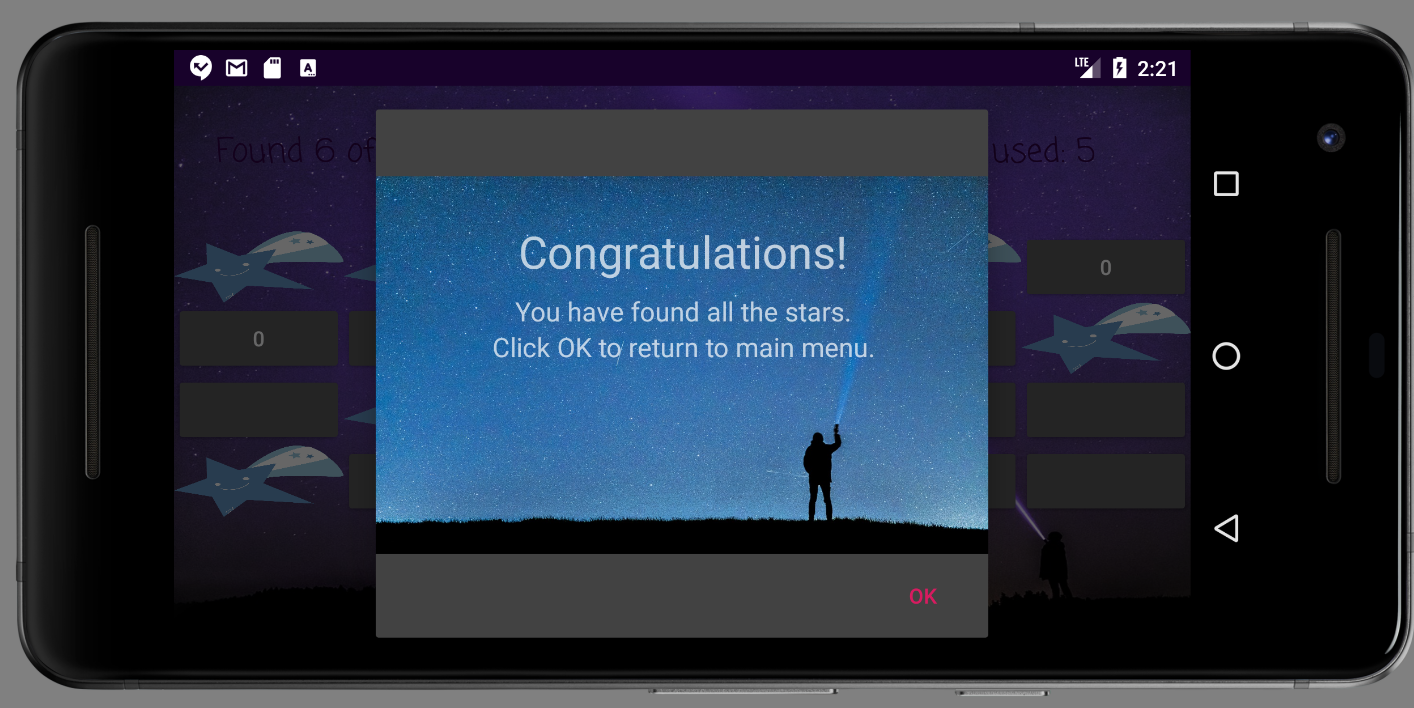 LTE 2:21
Found 6 of
used: 5
Congratulations!
You have found all the stars.
Click OK to return to main menu.
0
0
OK